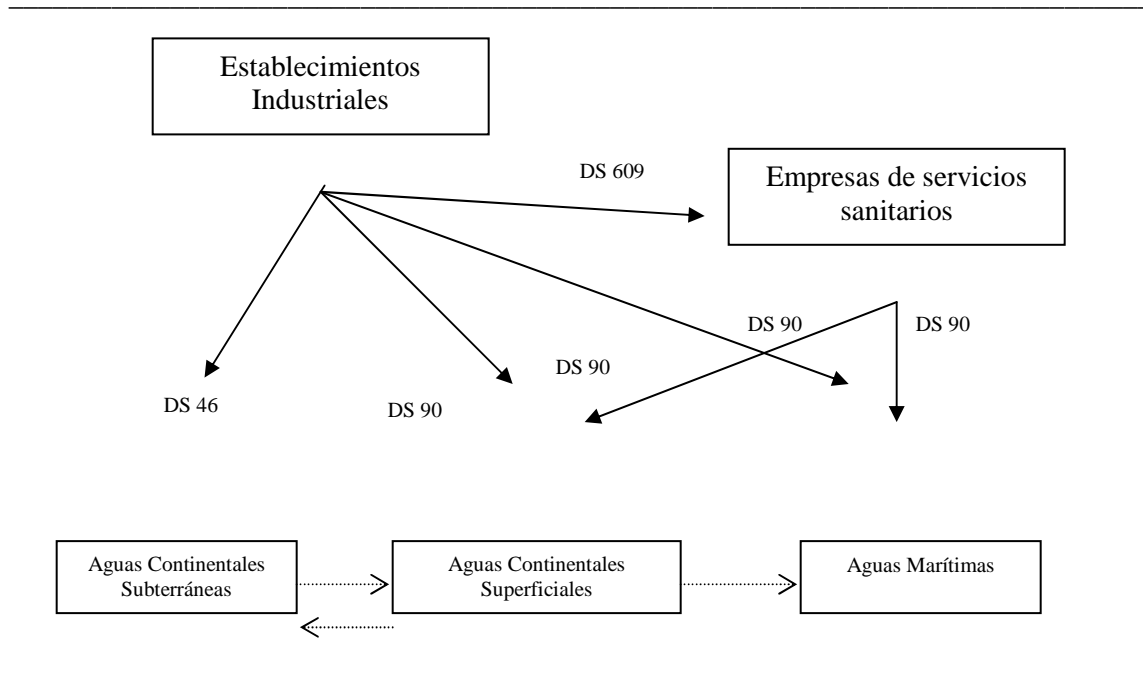 Establecimientos
Industriales
DS 609
Empresas de servicios
sanitarios
DS 90
DS 90
DS 90
DS 46
DS 90
Aguas Continentales
Subterráneas
Aguas Continentales
Superficiales
Aguas Marítimas